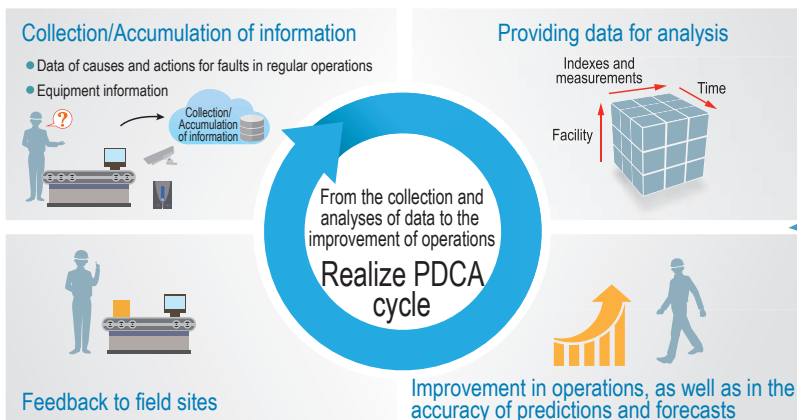 Collection/Accumulation of information
Data of causes and actions for faults in regular operations
Equipment information
?
Collection/
Accumulation
of information
Providing data for analysis
Indexes and
measurements
Time
Facility
From the collection and
analyses of data to the
improvement of operations
Realize PDCA
cycle
Feedback to field sites
Improvement in operations, as well as in the
accuracy of predictions and forecasts